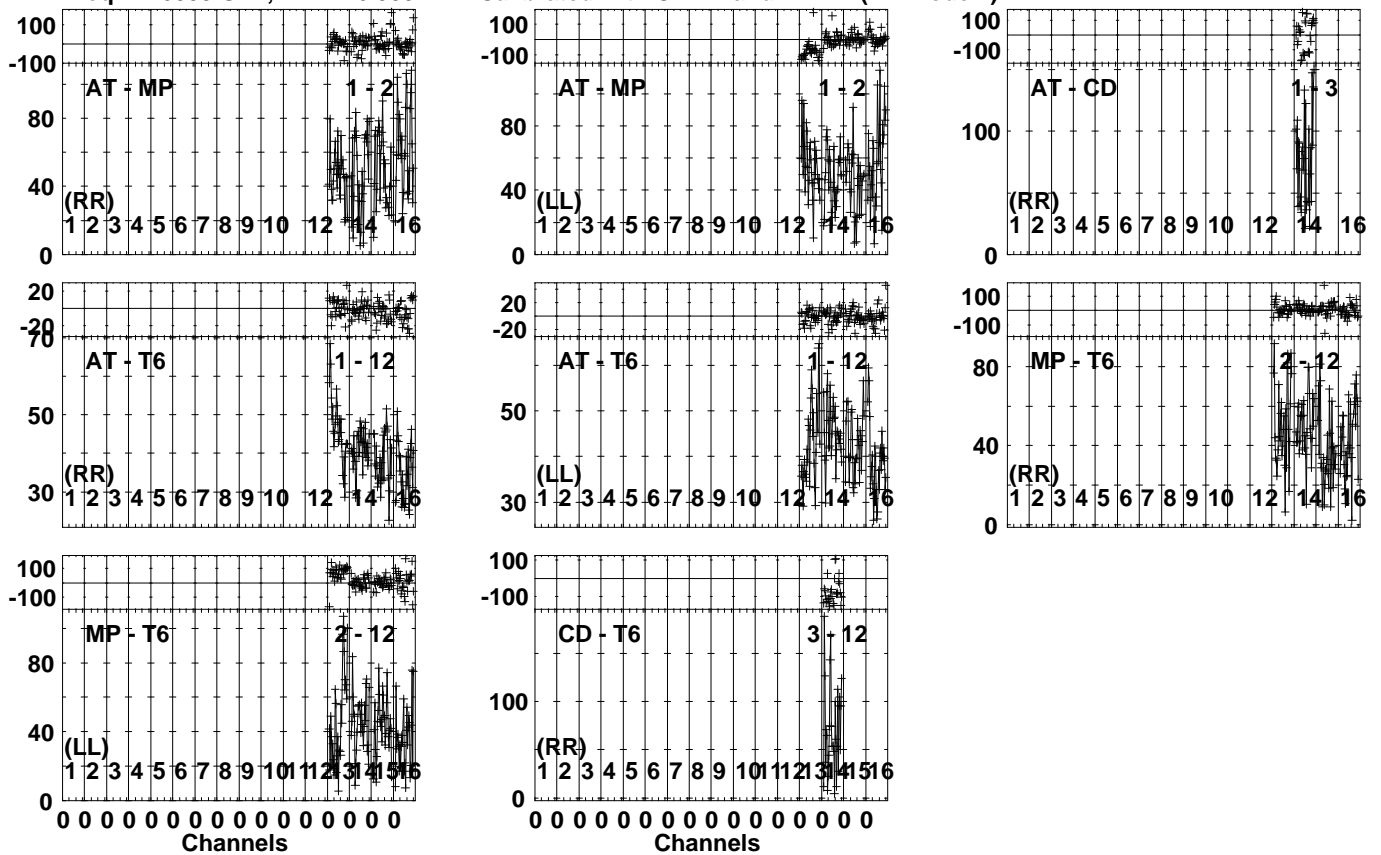 100 100 100
-100 -100 -100
AT - MP 1 - 2 AT - MP 1 - 2 AT - CD 1 - 3
80 80 100
40 40
(RR) (LL) (RR)
1 2 3 4 5 6 7 8 9 10 12 14 16 1 2 3 4 5 6 7 8 9 10 12 14 16 1 2 3 4 5 6 7 8 9 10 12 14 16
0 0 0
20 20 100
-20 -20 -100
70
AT - T6 1 - 12 AT - T6 1 - 12 MP - T6 2 - 12
80
50 50 40
(RR) (LL) (RR)
30 30
1 2 3 4 5 6 7 8 9 10 12 14 16 1 2 3 4 5 6 7 8 9 10 12 14 16 1 2 3 4 5 6 7 8 9 10 12 14 16
0
100 100
-100 -100
MP - T6 2 - 12 CD - T6 3 - 12
80 100
40
(LL) (RR)
1 2 3 4 5 6 7 8 9 10 11 12 13 14 15 16 1 2 3 4 5 6 7 8 9 10 11 12 13 14 15 16
0 0
0 0 0 0 0 0 0 0 0 0 0 0 0 0 0 0 0 0 0 0 0 0 0 0 0 0 0 0 0 0 0 0
Channels Channels